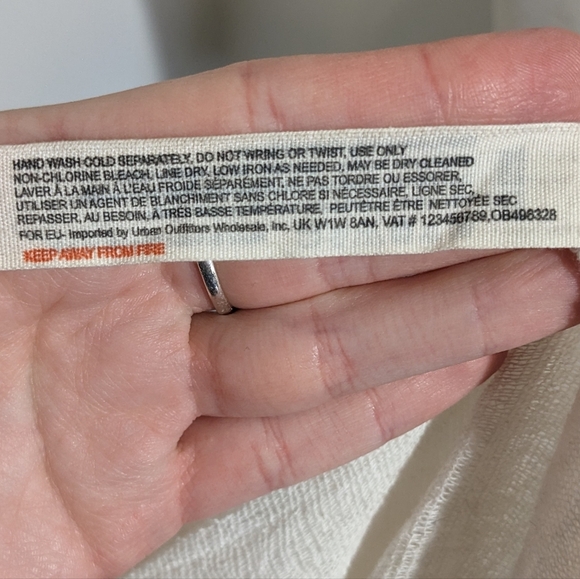 HAND WASH COLD SEPARATELY, DO NOT WRING OR TWIST, USE ONLY
NON-CHLORINE BLEACH, LINE DRY, LOW IRON AS NEEDED, MAY BE DRY CLEANED
LAVER À LA MAIN À L'EAU FROIDE SÉPARÉMENT, NE PAS TORDRE OU ESSORER,
UTILISER UN AGENT DE BLANCHIMENT SANS CHLORE SI NÉCESSAIRE, LIGNE SEC,
REPASSER, AU BESOIN, À TRÈS BASSE TEMPÉRATURE, PEUTÊTRE ÊTRE NETTOYÉE SEC
FOR EU- Imported by Urban Outfitters Wholesale, Inc, UK W1W 8AN, VAT # 123456789,OB496328
KEEP AWAY FROM FIRE